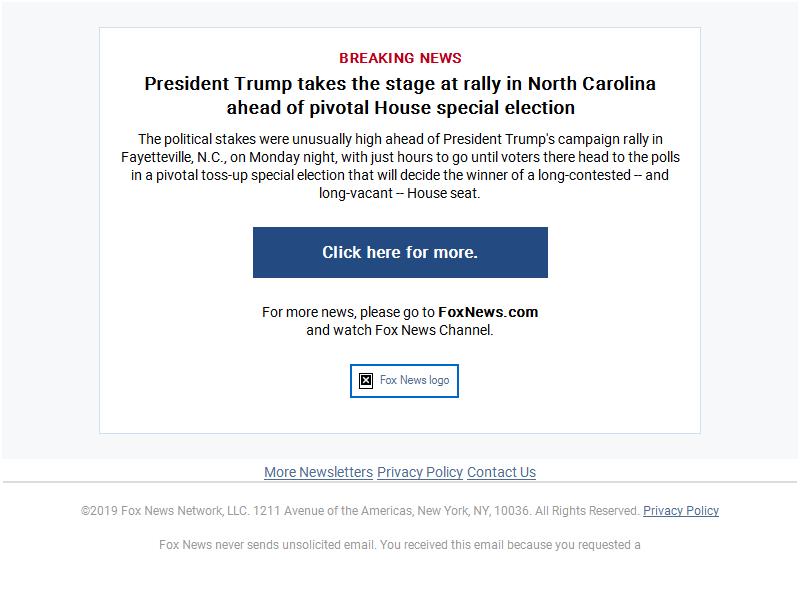 BREAKING NEWS
President Trump takes the stage at rally in North Carolina
ahead of pivotal House special election
The political stakes were unusually high ahead of President Trump's campaign rally in
Fayetteville, N.C., on Monday night, with just hours to go until voters there head to the polls
in a pivotal toss-up special election that will decide the winner of a long-contested -- and
long-vacant -- House seat.
Click here for more.
For more news, please go to FoxNews.com
and watch Fox News Channel.
Fox News logo
More Newsletters Privacy Policy Contact Us
©2019 Fox News Network, LLC. 1211 Avenue of the Americas, New York, NY, 10036. All Rights Reserved. Privacy Policy
Fox News never sends unsolicited email. You received this email because you requested a